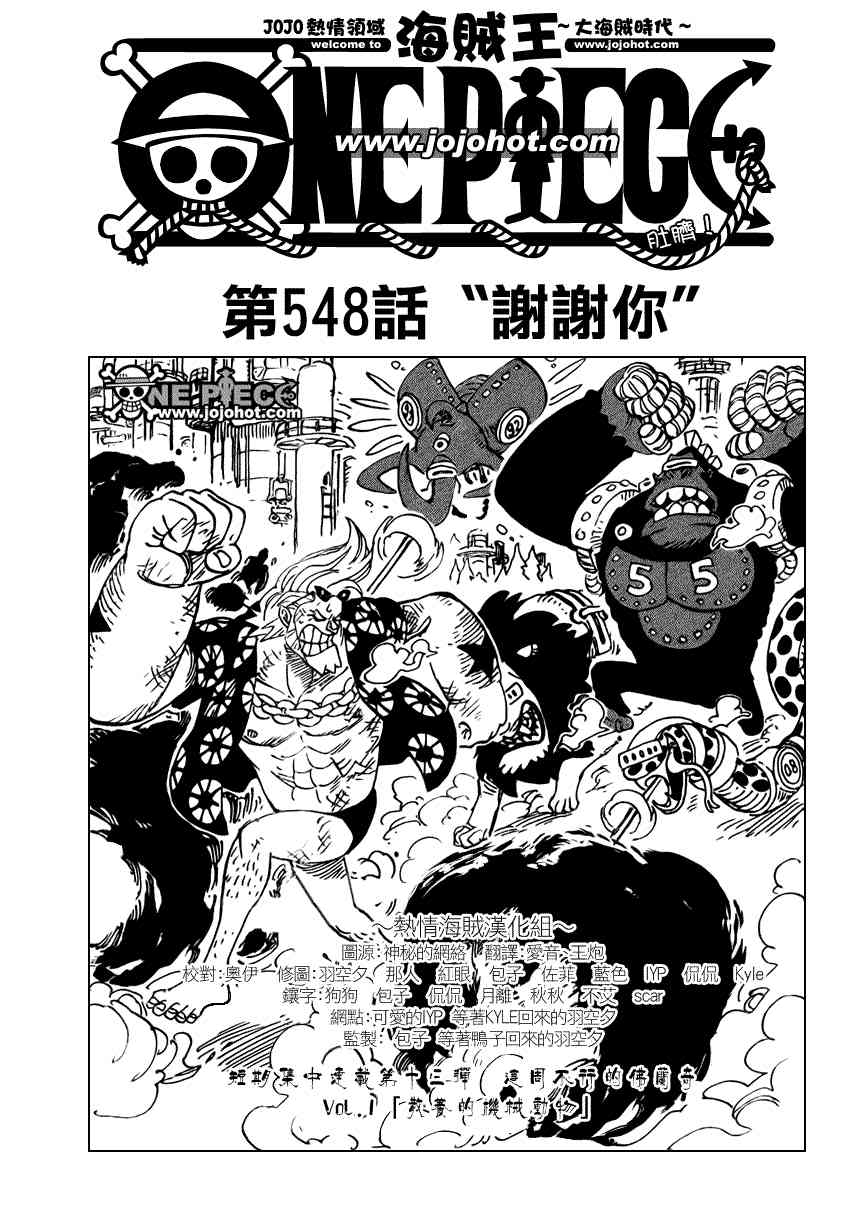 JOJO熱情領域 海賊王 ~大海賊時代~
welcome to www.jojohot.com
ONE PIECE
www.jojohot.com
肚臍！
第548話“謝謝你”
ONE PIECE
www.jojohot.com
42
55
08
~熱情海賊漢化組~
圖源：神秘的網絡 翻譯：愛音 王炮
校對：奧伊 修圖：羽空夕 那人 紅眼 包子 佐菲 藍色 IYP 侃侃 Kyle
鑲字：狗狗 包子 侃侃 月離 秋秋 不艾 scar
網點：可愛的IYP 等著KYLE回來的羽空夕
監製： 包子 等著鴨子回來的羽空夕
短期集中連載第十三彈 這周不行的佛蘭奇
Vol.1「教養的機械動物」